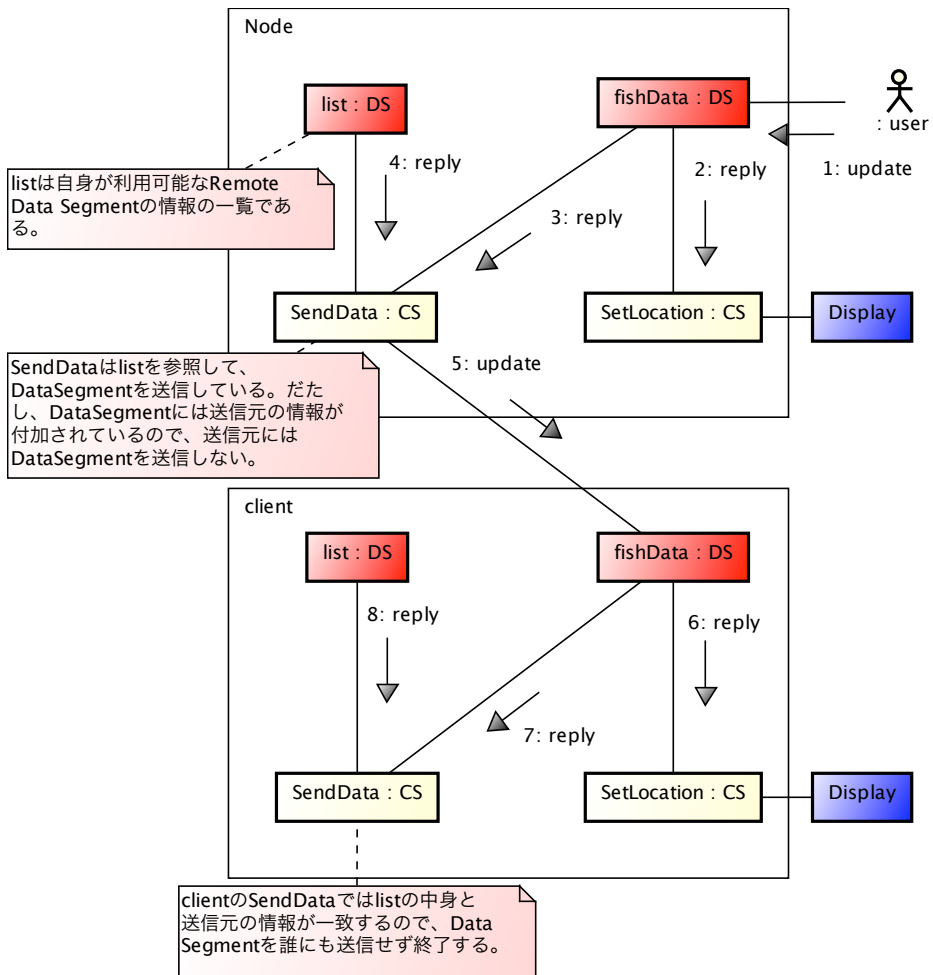 Node
list : DS
fishData : DS
: user
4: reply
2: reply
1: update
listは自身が利用可能なRemote
Data Segmentの情報の一覧であ
る。
3: reply
SendData : CS
SetLocation : CS
Display
SendDataはlistを参照して、
DataSegmentを送信している。だた
し、DataSegmentには送信元の情報が
付加されているので、送信元には
DataSegmentを送信しない。
5: update
client
list : DS
fishData : DS
8: reply
6: reply
7: reply
SendData : CS
SetLocation : CS
Display
clientのSendDataではlistの中身と
送信元の情報が一致するので、Data
Segmentを誰にも送信せず終了する。